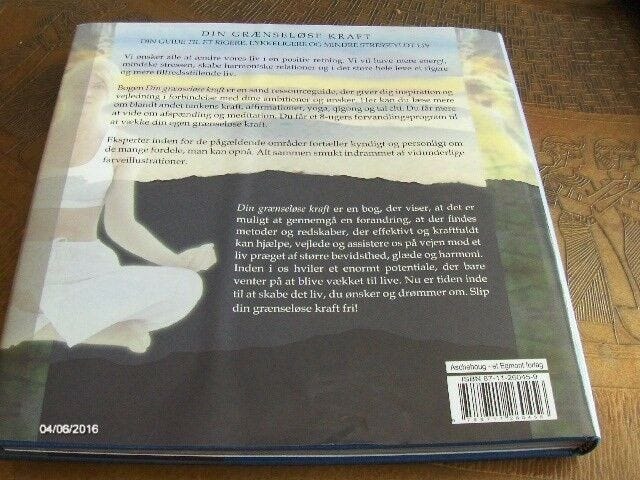 DIN GRÆNSELØSE KRAFT
DIN GUIDE TIL ET RIGERE, LYKKELIGERE OG MINDRE STRESSFYLDT LIV
Vi ønsker alle at ændre vores liv i en positiv retning. Vi vil have mere energi,
mindske stressen, skabe harmoniske relationer og i det store hele leve et rigere
og mere tilfredsstillende liv.
Bogen Din grænseløse kraft er en sand ressourceguide, der giver dig inspiration og
vejledning i forbindelse med dine ambitioner og ønsker. Her kan du læse mere
om blandt andet tankens kraft, affirmationer, yoga, qigong og tai chi. Du får mere
at vide om afspænding og meditation. Du får et 8-ugers forvandlingsprogram til
at vække din egen grænseløse kraft.
Eksperter inden for de pågældende områder fortæller kyndigt og personligt om
de mange fordele, man kan opnå. Alt sammen smukt indrammet af vidunderlige
farveillustrationer.
Din grænseløse kraft er en bog, der viser, at det er
muligt at gennemgå en forandring, at der findes
metoder og redskaber, der effektivt og kraftfuldt
kan hjælpe, vejlede og assistere os på vejen mod et
liv præget af større bevidsthed, glæde og harmoni.
Inden i os hviler et enormt potentiale, der bare
venter på at blive vækket til live. Nu er tiden inde
til at skabe det liv, du ønsker og drømmer om. Slip
din grænseløse kraft fri!
Aschehoug - et Egmont forlag
ISBN 87-11-26045-9
04/06/2016